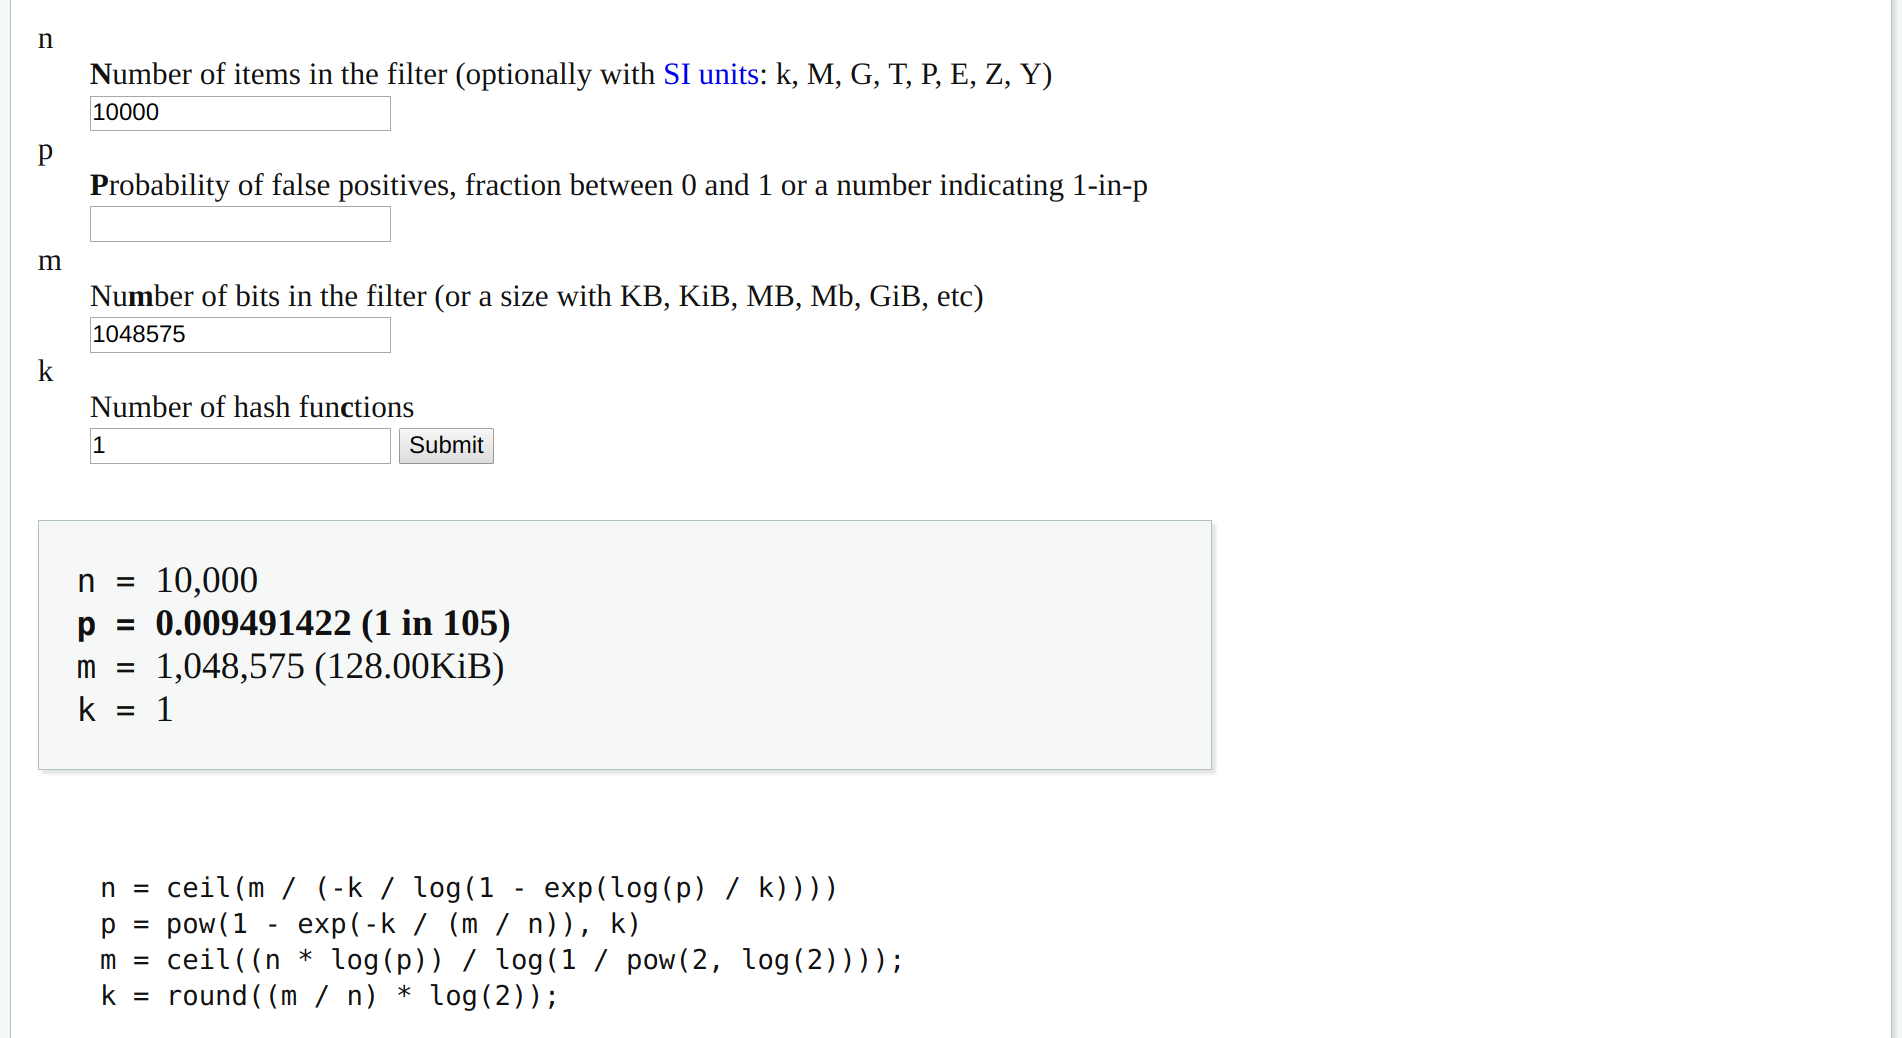 n
Number of items in the filter (optionally with SI units: k, M, G, T, P, E, Z, Y)
10000
p
Probability of false positives, fraction between 0 and 1 or a number indicating 1-in-p
m
Number of bits in the filter (or a size with KB, KiB, MB, Mb, GiB, etc)
1048575
k
Number of hash functions
1 Submit
n = 10,000
p = 0.009491422 (1 in 105)
m = 1,048,575 (128.00KiB)
k = 1
n = ceil(m / (-k / log(1 - exp(log(p) / k))))
p = pow(1 - exp(-k / (m / n)), k)
m = ceil((n * log(p)) / log(1 / pow(2, log(2))));
k = round((m / n) * log(2));